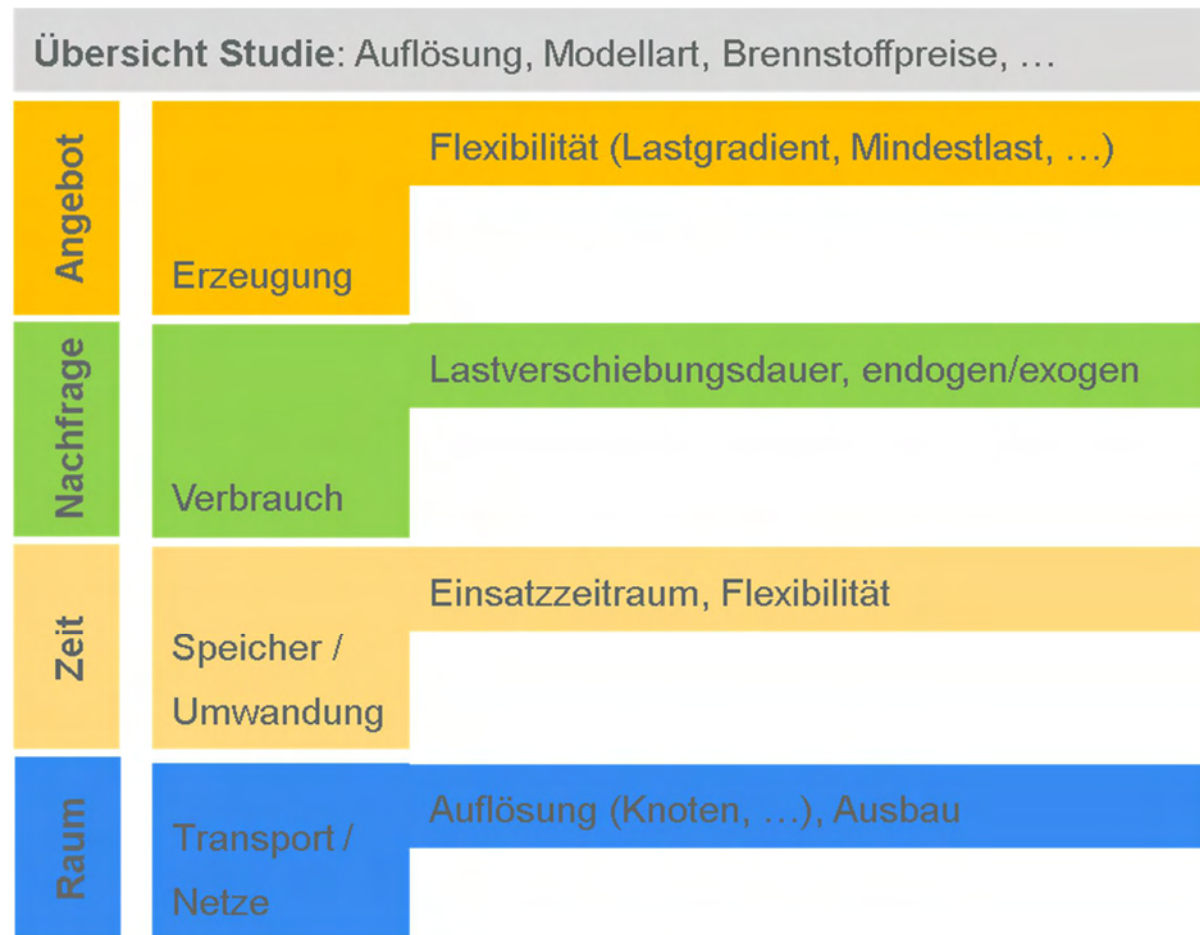 Übersicht Studie: Auflösung, Modellart, Brennstoffpreise, …
Angebot
Flexibilität (Lastgradient, Mindestlast, …)
Erzeugung
Nachfrage
Lastverschiebungsdauer, endogen/exogen
Verbrauch
Zeit
Einsatzzeitraum, Flexibilität
Speicher /
Umwandung
Raum
Auflösung (Knoten, …), Ausbau
Transport /
Netze